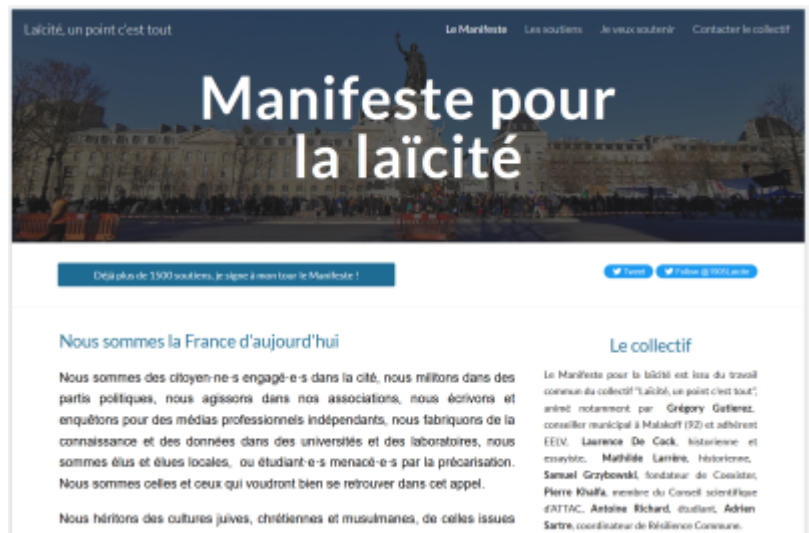 Laïcité, un point c'est tout
Le Manifeste Les soutiens Je veux soutenir Contacter le collectif
Manifeste pour
la laïcité
Déjà plus de 1500 soutiens, je signe à mon tour le Manifeste !
Tweet Follow @1905Laicite
Nous sommes la France d'aujourd'hui
Nous sommes des citoyen·ne·s engagé·e·s dans la cité, nous militons dans des
partis politiques, nous agissons dans nos associations, nous écrivons et
enquêtons pour des médias professionnels indépendants, nous fabriquons de la
connaissance et des données dans des universités et des laboratoires, nous
sommes élus et élues locales, ou étudiant·e·s menacé·e·s par la précarisation.
Nous sommes celles et ceux qui voudront bien se retrouver dans cet appel.
Nous héritons des cultures juives, chrétiennes et musulmanes, de celles issues
Le collectif
Le Manifeste pour la laïcité est issu du travail
commun du collectif "Laïcité, un point c'est tout",
animé notamment par Grégory Gutierez,
conseiller municipal à Malakoff (92) et adhérent
EELV, Laurence De Cock, historienne et
essayiste, Mathilde Larrère, historienne,
Samuel Grzybowski, fondateur de Coexister,
Pierre Khalfa, membre du Conseil scientifique
d'ATTAC, Antoine Richard, étudiant, Adrien
Sartre, coordinateur de Résilience Commune.